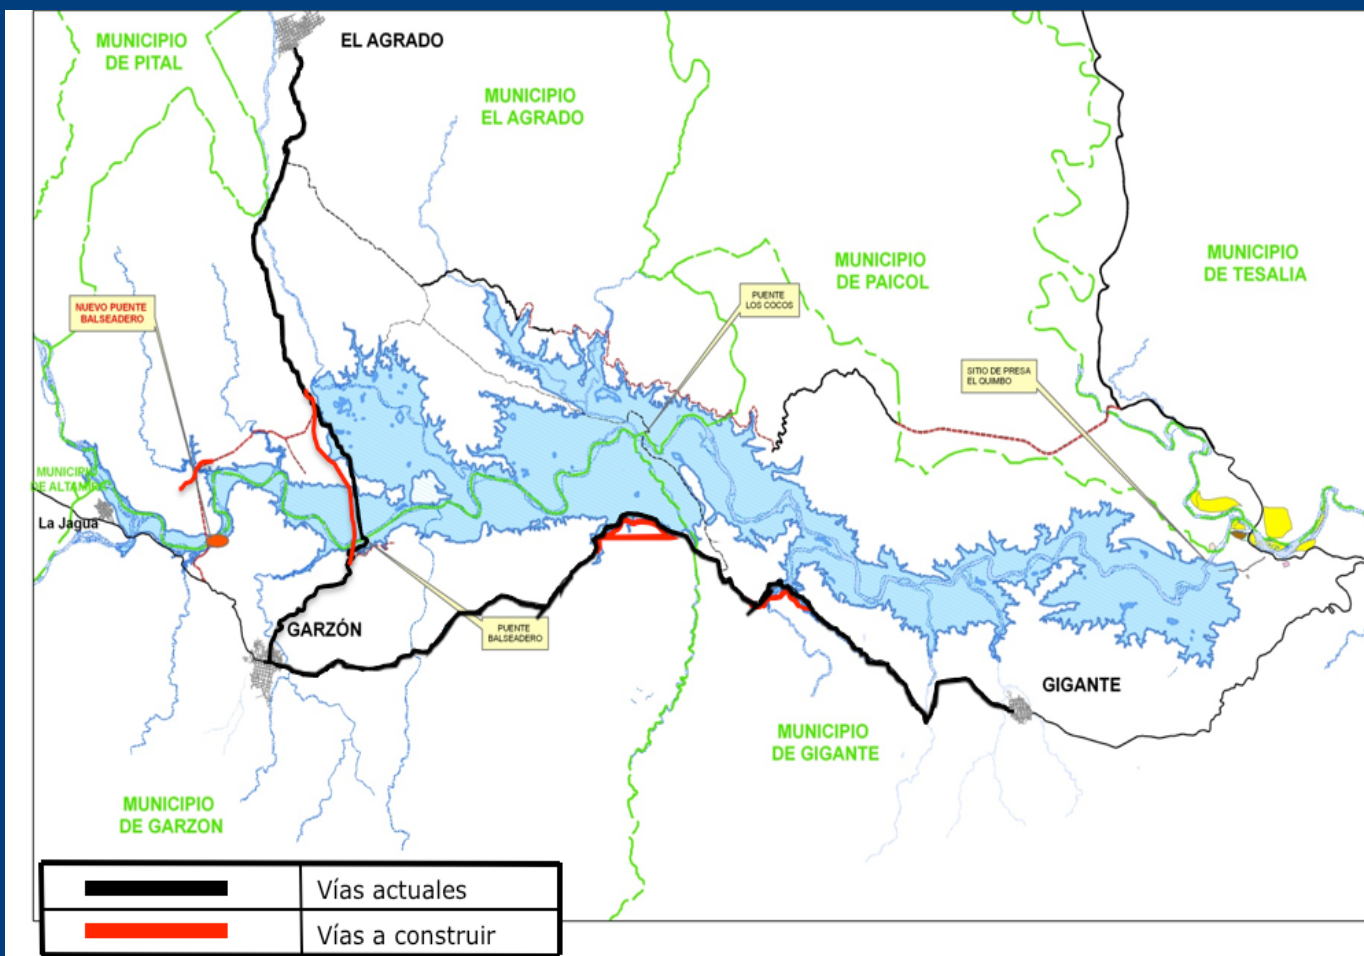 MUNICIPIO
DE PITAL
EL AGRADO
MUNICIPIO
EL AGRADO
MUNICIPIO
DE PAICOL
MUNICIPIO
DE TESALIA
NUEVO PUENTE
BALSEADERO
PUENTE
LOS COCOS
SITIO DE PRESA
EL QUIMBO
MUNICIPIO
DE ALTAMIRA
La Jagua
GARZÓN
PUENTE
BALSEADERO
GIGANTE
MUNICIPIO
DE GIGANTE
MUNICIPIO
DE GARZON
Vías actuales
Vías a construir